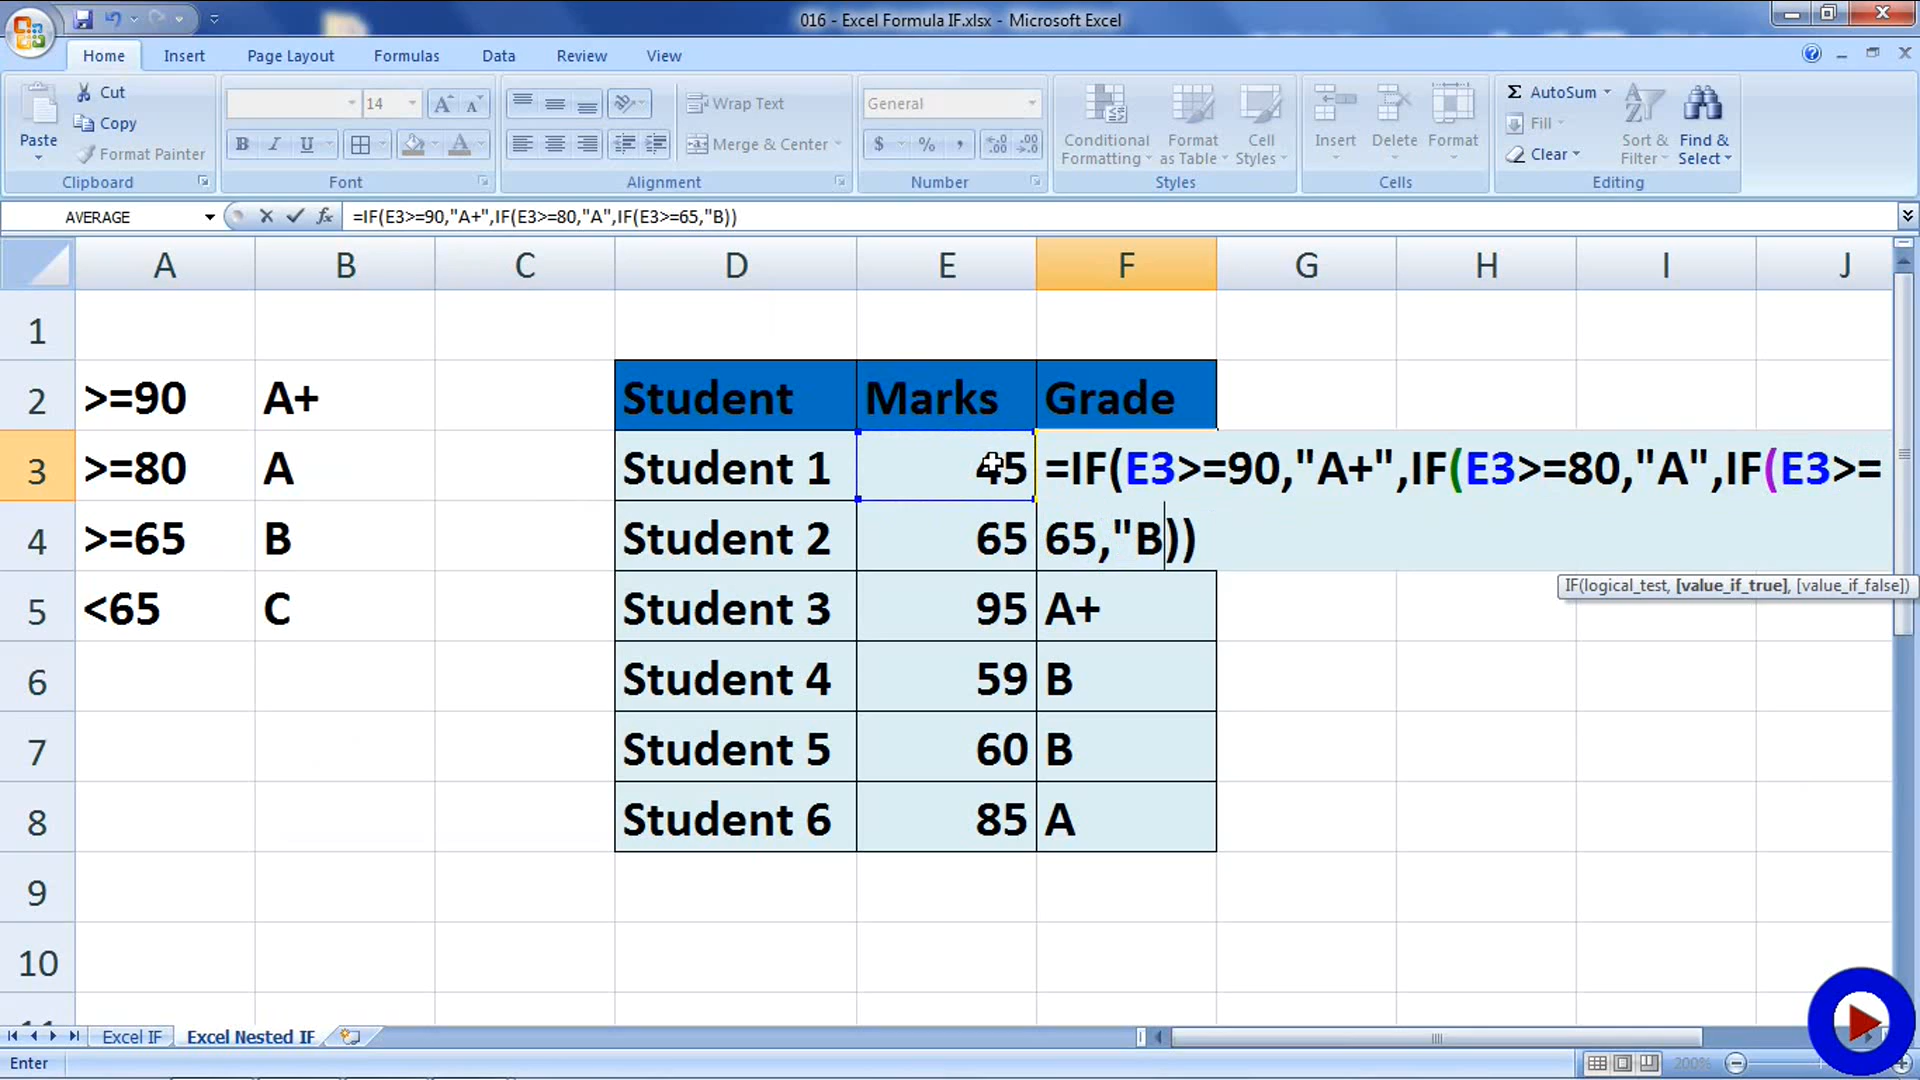 016 - Excel Formula IF.xlsx - Microsoft Excel
Home Insert Page Layout Formulas Data Review View
Paste
Cut
Copy
Format Painter
Clipboard
14
B I U
Font
Wrap Text
Merge & Center
Alignment
General
$ % ,
Number
Conditional Formatting
Format as Table
Cell Styles
Styles
Insert Delete Format
Cells
Σ AutoSum
Fill
Clear
Sort & Filter
Find & Select
Editing
AVERAGE fx =IF(E3>=90,"A+",IF(E3>=80,"A",IF(E3>=65,"B))
A B C D E F G H I J
1
2 >=90 A+ Student Marks Grade
3 >=80 A Student 1 45 =IF(E3>=90,"A+",IF(E3>=80,"A",IF(E3>=
4 >=65 B Student 2 65 65,"B))
IF(logical_test, [value_if_true], [value_if_false])
5 <65 C Student 3 95 A+
6 Student 4 59 B
7 Student 5 60 B
8 Student 6 85 A
9
10
11
Excel IF Excel Nested IF
Enter 200%